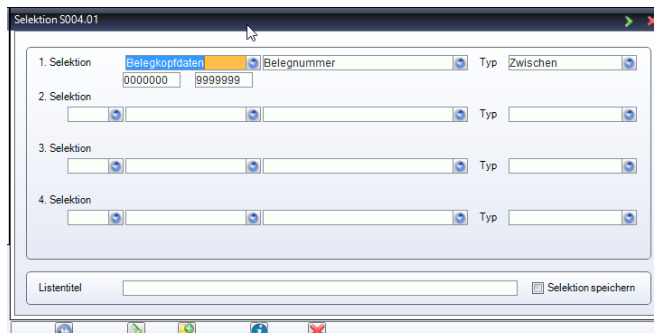 Selektion S004.01
1. Selektion Belegkopfdaten Belegnummer Typ Zwischen
0000000 9999999
2. Selektion
Typ
3. Selektion
Typ
4. Selektion
Typ
Listentitel Selektion speichern